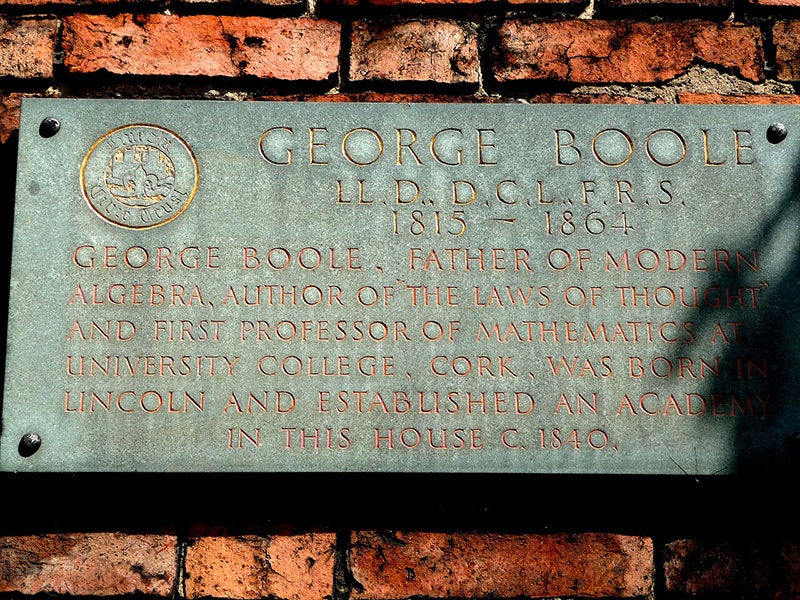 GEORGE BOOLE
LL.D., D.C.L., F.R.S.
1815 – 1864
GEORGE BOOLE, FATHER OF MODERN
ALGEBRA, AUTHOR OF "THE LAWS OF THOUGHT"
AND FIRST PROFESSOR OF MATHEMATICS AT
UNIVERSITY COLLEGE, CORK, WAS BORN IN
LINCOLN AND ESTABLISHED AN ACADEMY
IN THIS HOUSE C. 1840.